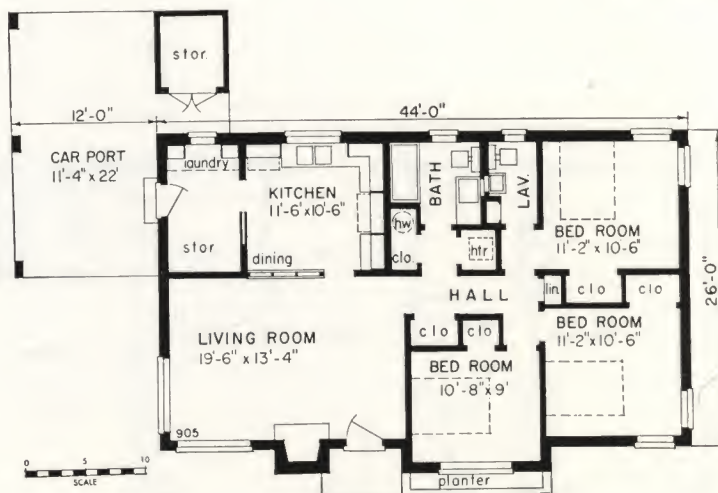 stor.
12'-0"
44'-0"
CAR PORT
11'-4" x 22'
laundry
KITCHEN
11'-6' x 10'-6"
BATH
LAV.
BED ROOM
11'-2" x 10'-6"
26'-0"
stor
dining
hw
clo.
htr
HALL
lin.
clo
clo
LIVING ROOM
19'-6" x 13'-4"
clo
clo
BED ROOM
11'-2" x 10'-6"
BED ROOM
10'-8" x 9'
905
planter
0 5 10
SCALE